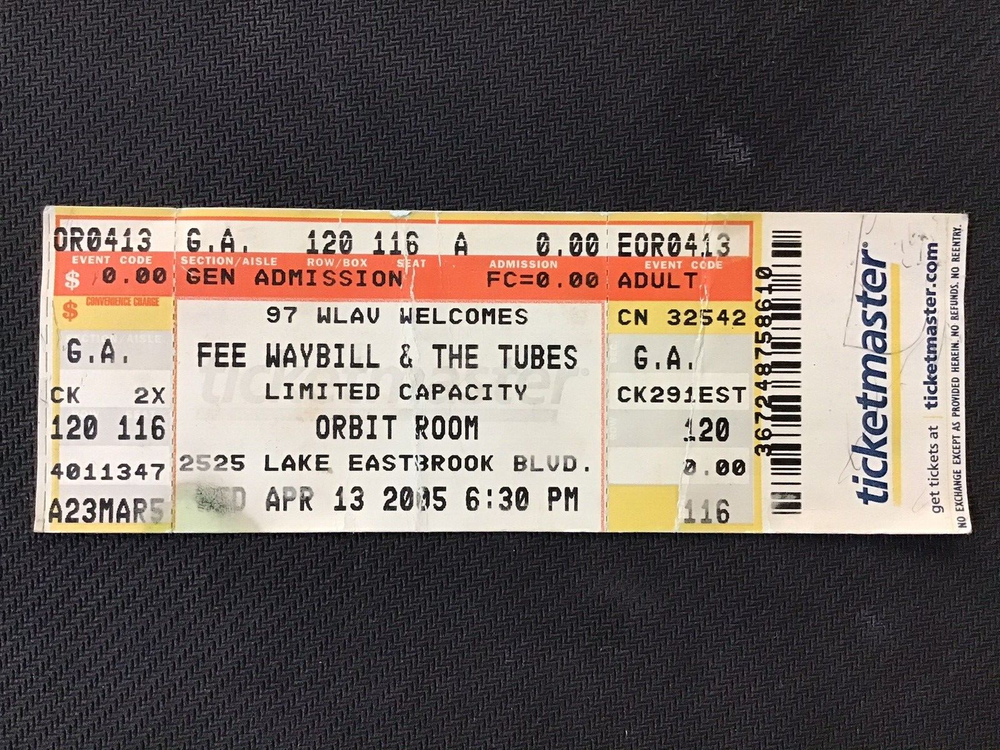 OR0413 G.A. 120 116 A 0.00 EOR0413
EVENT CODE SECTION/AISLE ROW/BOX SEAT ADMISSION EVENT CODE
$ 0.00 GEN ADMISSION FC=0.00 ADULT
$ CONVENIENCE CHARGE
97 WLAV WELCOMES
CN 32542
G.A.
FEE WAYBILL & THE TUBES
G.A.
CK 2X
LIMITED CAPACITY
CK291EST
120 116
ORBIT ROOM
120
4011347
2525 LAKE EASTBROOK BLVD.
0.00
A23MAR5
APR 13 2005 6:30 PM
116
367248758610
ticketmaster®
get tickets at ticketmaster.com
NO EXCHANGE EXCEPT AS PROVIDED HEREIN. NO REFUNDS. NO REENTRY.